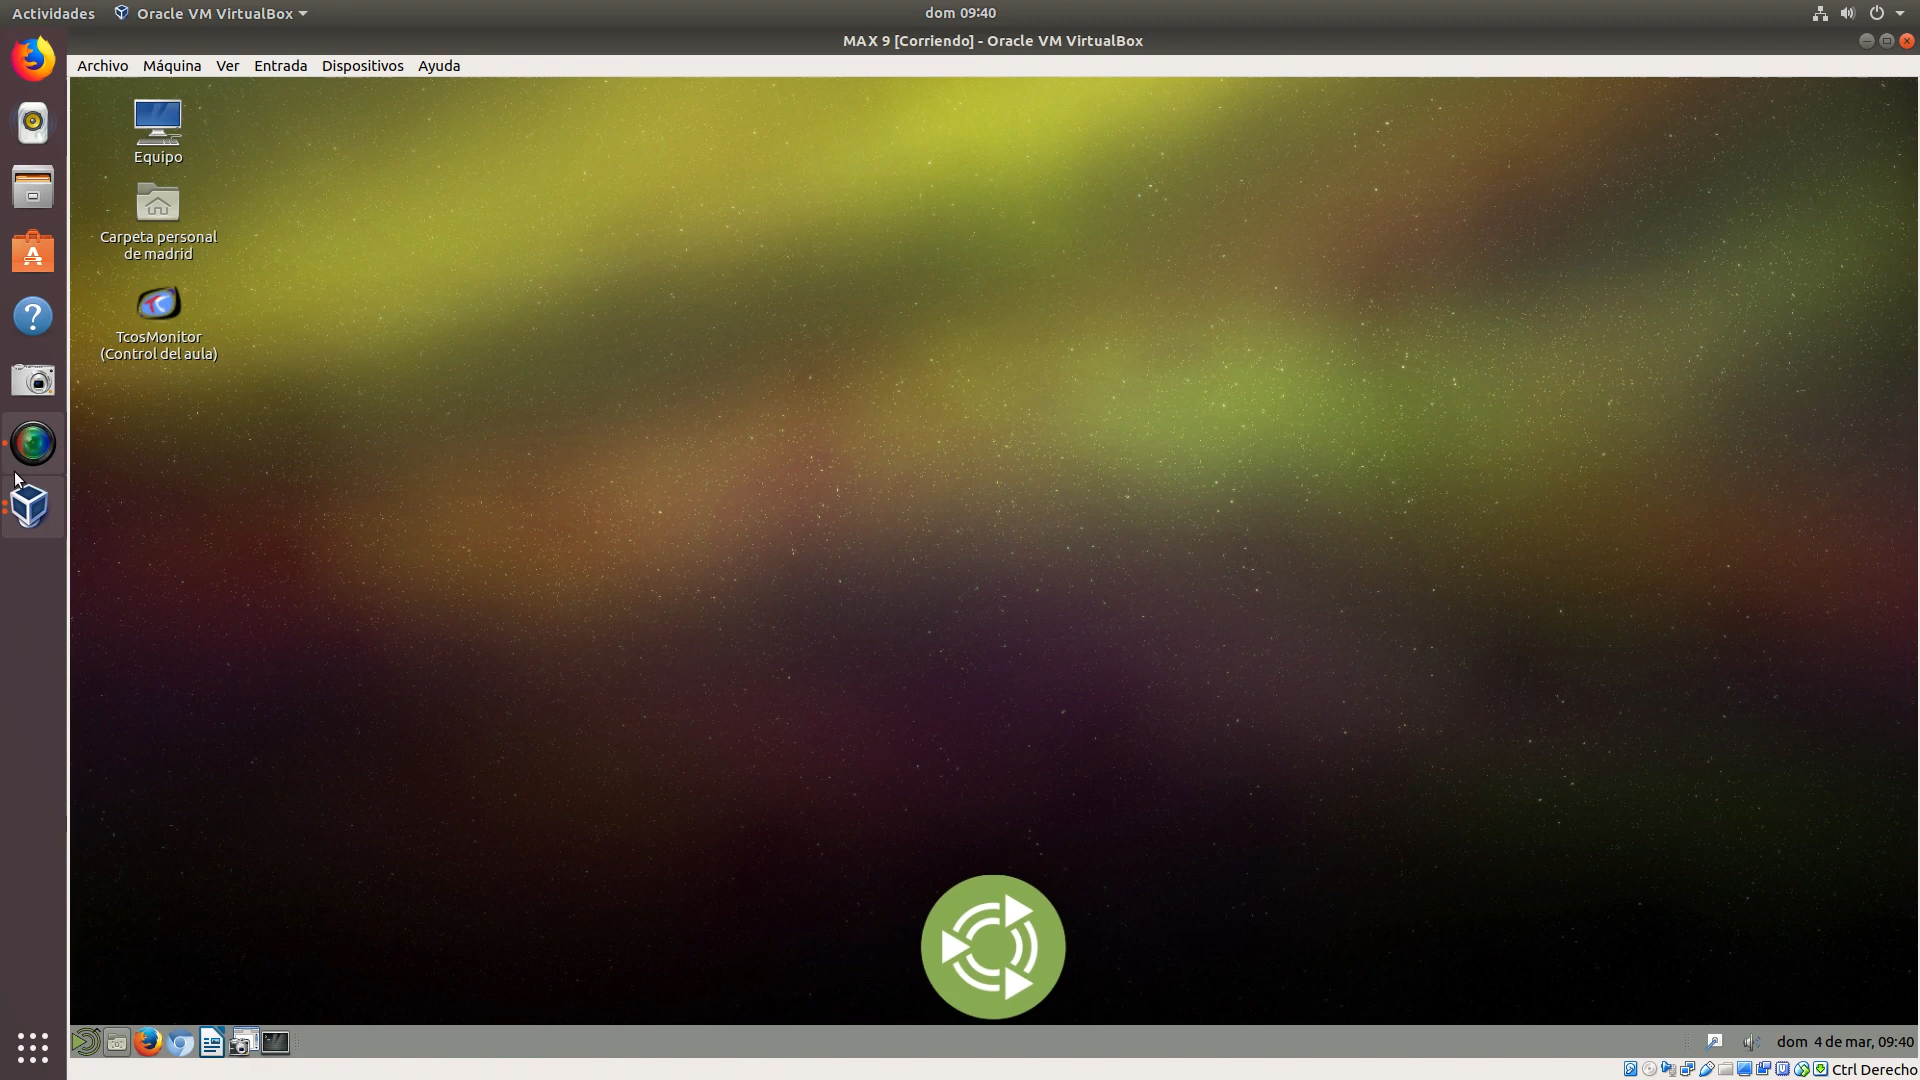 Actividades
Oracle VM VirtualBox
dom 09:40
MAX 9 [Corriendo] - Oracle VM VirtualBox
Archivo Máquina Ver Entrada Dispositivos Ayuda
Equipo
Carpeta personal
de madrid
TcosMonitor
(Control del aula)
dom 4 de mar, 09:40
Ctrl Derecho